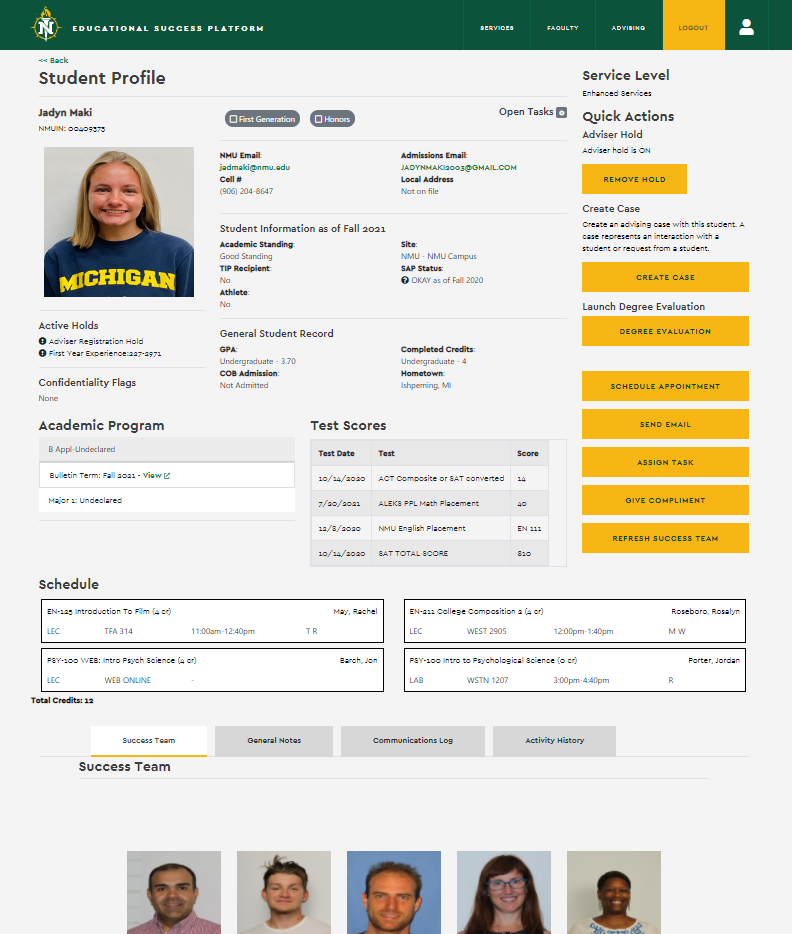 N
EDUCATIONAL SUCCESS PLATFORM
SERVICES
FACULTY
ADVISING
LOGOUT
<< Back
Student Profile
Jadyn Maki
NMUIN: 00409373
First Generation
Honors
Open Tasks 0
MICHIGAN
NMU Email:
jadmaki@nmu.edu
Cell #
(906) 204-8647
Admissions Email:
JADYNMAKI2003@GMAIL.COM
Local Address
Not on file
Student Information as of Fall 2021
Academic Standing:
Good Standing
TIP Recipient:
No
Athlete:
No
Site:
NMU - NMU Campus
SAP Status:
OKAY as of Fall 2020
Active Holds
Adviser Registration Hold
First Year Experience:227-2971
Confidentiality Flags
None
General Student Record
GPA:
Undergraduate - 3.70
COB Admission:
Not Admitted
Completed Credits:
Undergraduate - 4
Hometown:
Ishpeming, MI
Service Level
Enhanced Services
Quick Actions
Adviser Hold
Adviser hold is ON
REMOVE HOLD
Create Case
Create an advising case with this student. A
case represents an interaction with a
student or request from a student.
CREATE CASE
Launch Degree Evaluation
DEGREE EVALUATION
SCHEDULE APPOINTMENT
SEND EMAIL
ASSIGN TASK
GIVE COMPLIMENT
REFRESH SUCCESS TEAM
Academic Program
B Appl-Undeclared
Bulletin Term: Fall 2021 - View
Major 1: Undeclared
Test Scores
Test Date Test Score
10/14/2020 ACT Composite or SAT converted 14
7/20/2021 ALEKS PPL Math Placement 40
12/8/2020 NMU English Placement EN 111
10/14/2020 SAT TOTAL SCORE 810
Schedule
EN-125 Introduction To Film (4 cr) May, Rachel
LEC TFA 314 11:00am-12:40pm T R
EN-211 College Composition 2 (4 cr) Roseboro, Rosalyn
LEC WEST 2905 12:00pm-1:40pm M W
PSY-100 WEB: Intro Psych Science (4 cr) Barch, Jon
LEC WEB ONLINE -
PSY-100 Intro to Psychological Science (0 cr) Porter, Jordan
LAB WSTN 1207 3:00pm-4:40pm R
Total Credits: 12
Success Team
General Notes
Communications Log
Activity History
Success Team